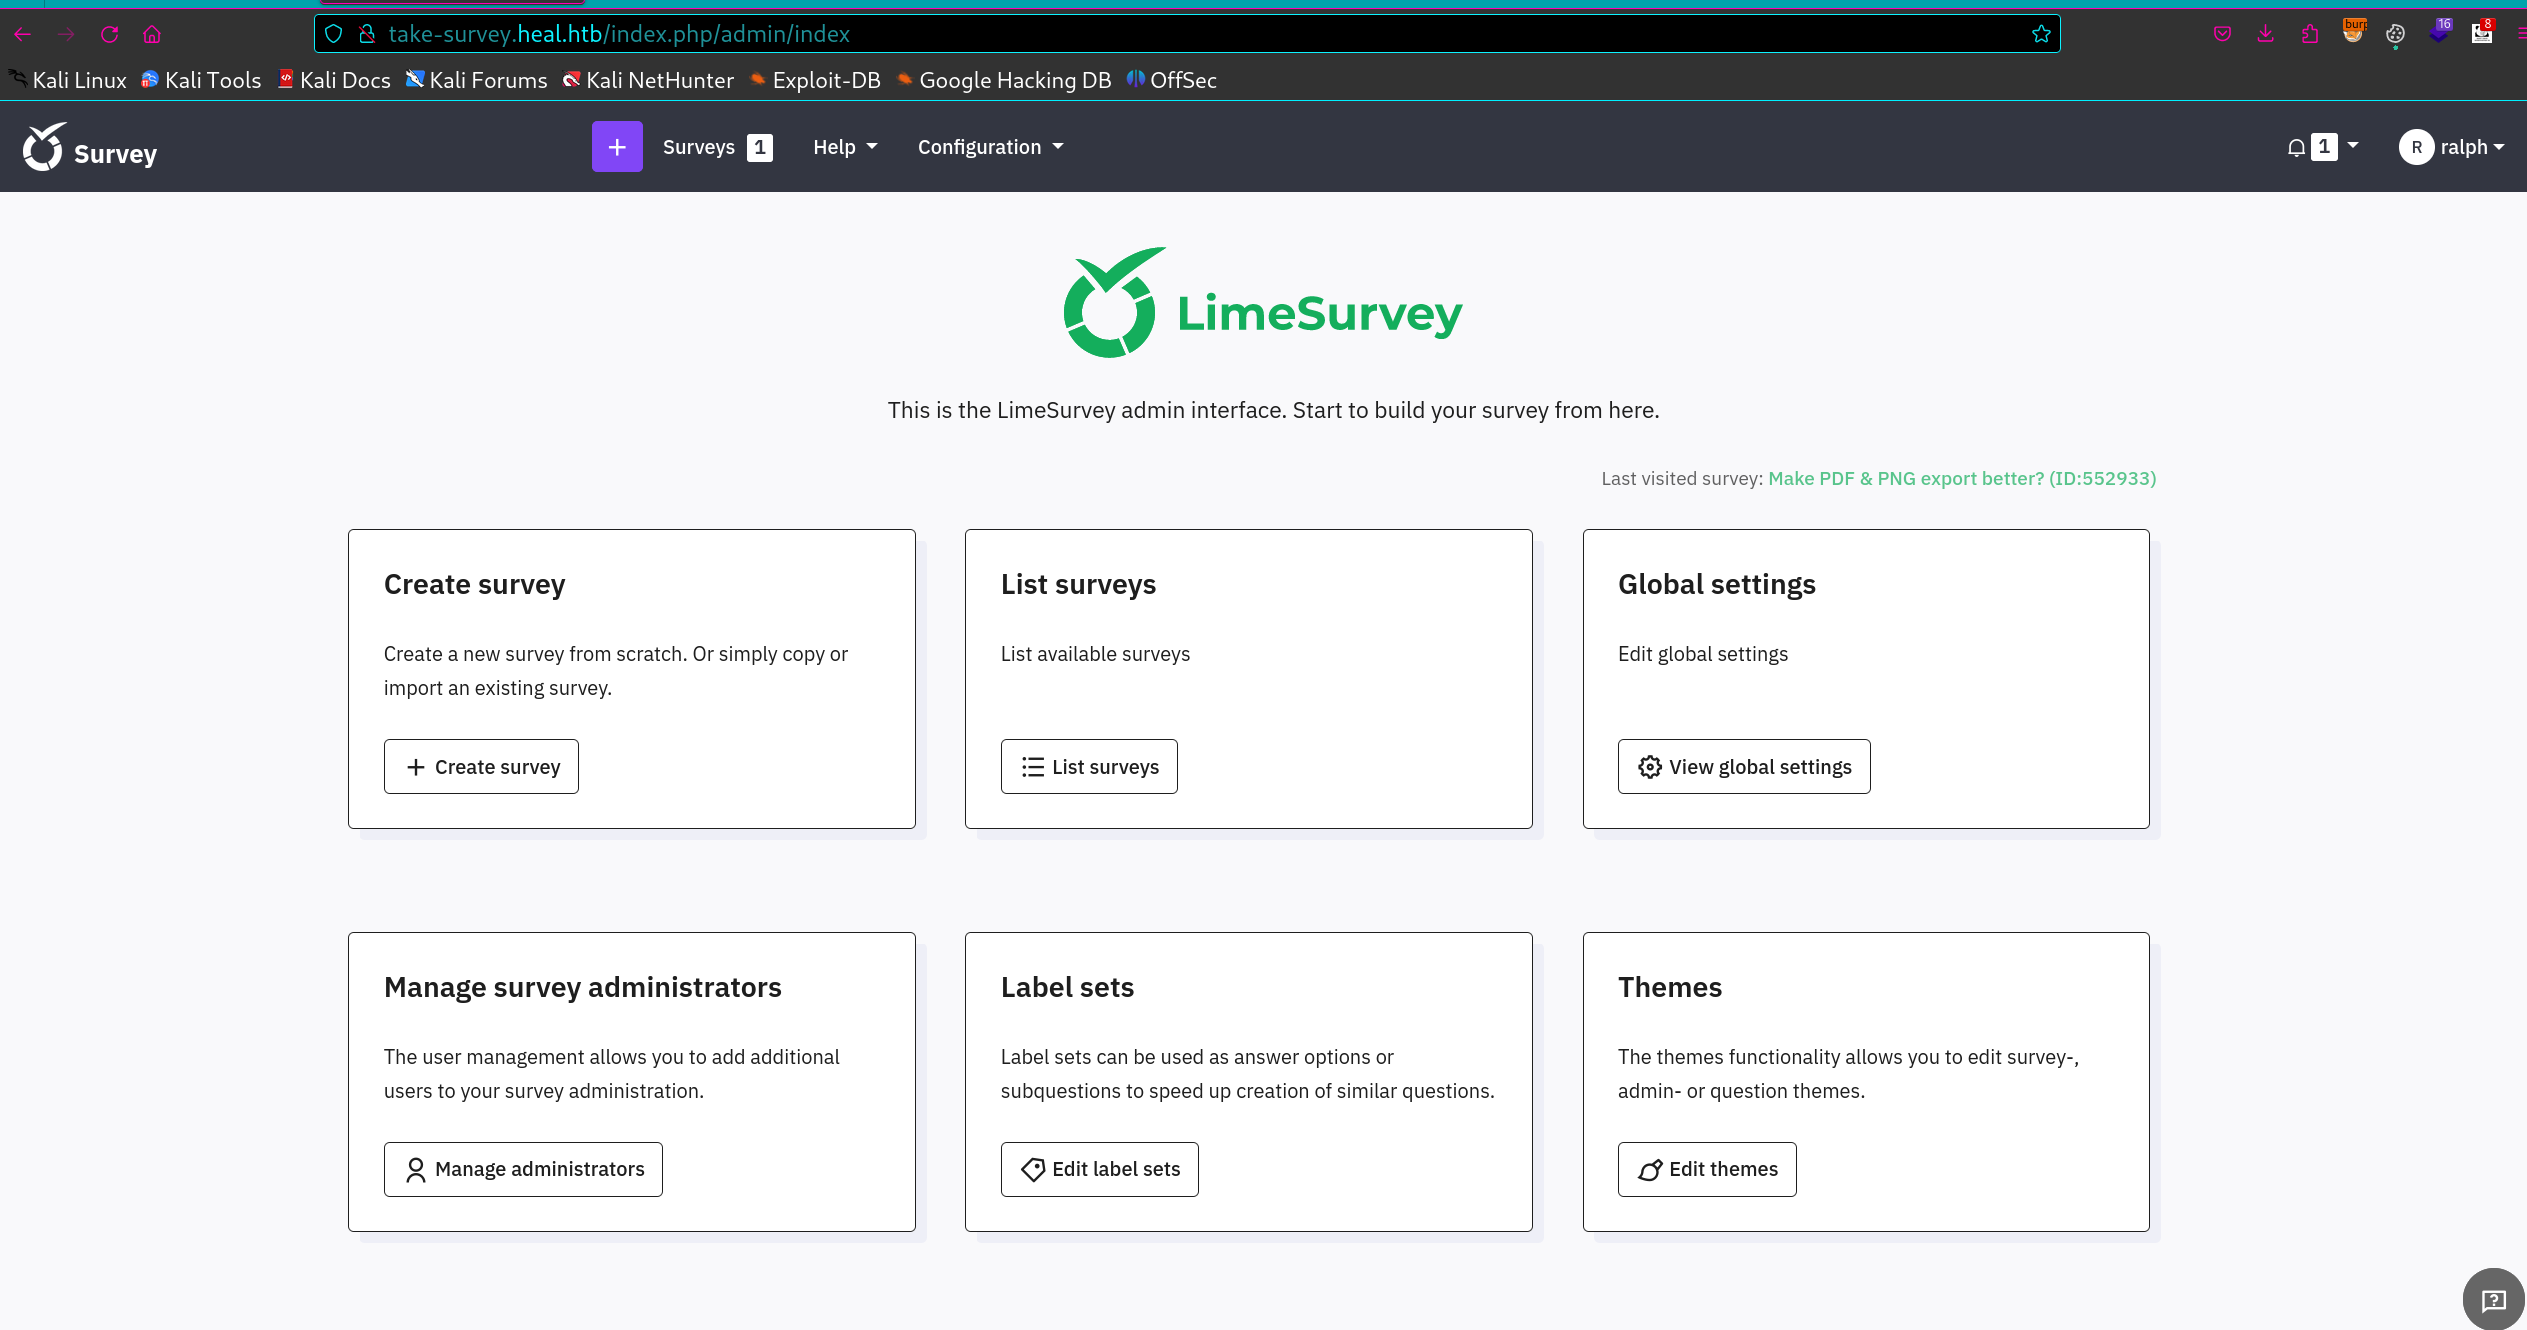 take-survey.heal.htb/index.php/admin/index
burp
16
8
Kali Linux Kali Tools Kali Docs Kali Forums Kali NetHunter Exploit-DB Google Hacking DB OffSec
Survey
+ Surveys 1 Help Configuration
1 R ralph
LimeSurvey
This is the LimeSurvey admin interface. Start to build your survey from here.
Last visited survey: Make PDF & PNG export better? (ID:552933)
Create survey
Create a new survey from scratch. Or simply copy or
import an existing survey.
+ Create survey
List surveys
List available surveys
List surveys
Global settings
Edit global settings
View global settings
Manage survey administrators
The user management allows you to add additional
users to your survey administration.
Manage administrators
Label sets
Label sets can be used as answer options or
subquestions to speed up creation of similar questions.
Edit label sets
Themes
The themes functionality allows you to edit survey-,
admin- or question themes.
Edit themes
?